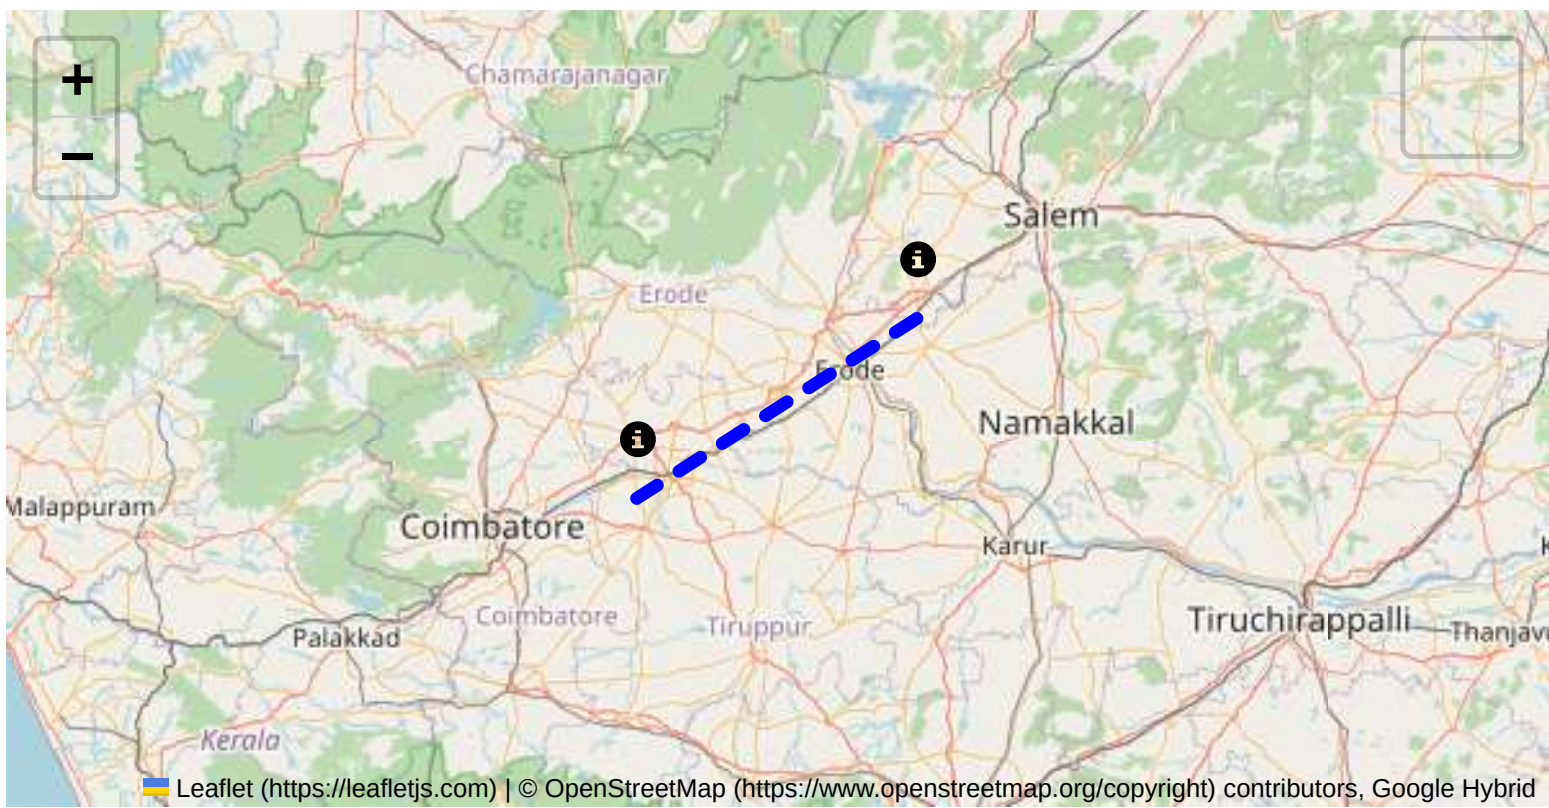 +
−
Chamarajanagar
Salem
i
Erode
Erode
Namakkal
i
Malappuram
Coimbatore
Karur
Coimbatore
Tiruppur
Tiruchirappalli
Thanjavu
Palakkad
Kerala
Leaflet (https://leafletjs.com) | © OpenStreetMap (https://www.openstreetmap.org/copyright) contributors, Google Hybrid